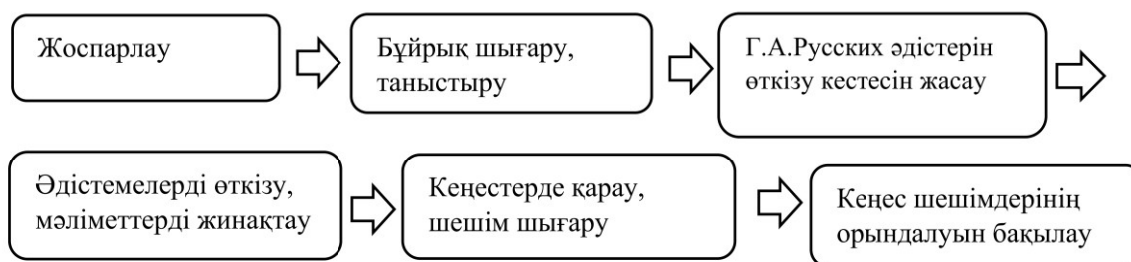 Жоспарлау
Бұйрық шығару,
таныстыру
Г.А.Русских әдістерін
өткізу кестесін жасау
Әдістемелерді өткізу,
мәліметтерді жинақтау
Кеңестерде қарау,
шешім шығару
Кеңес шешімдерінің
орындалуын бақылау